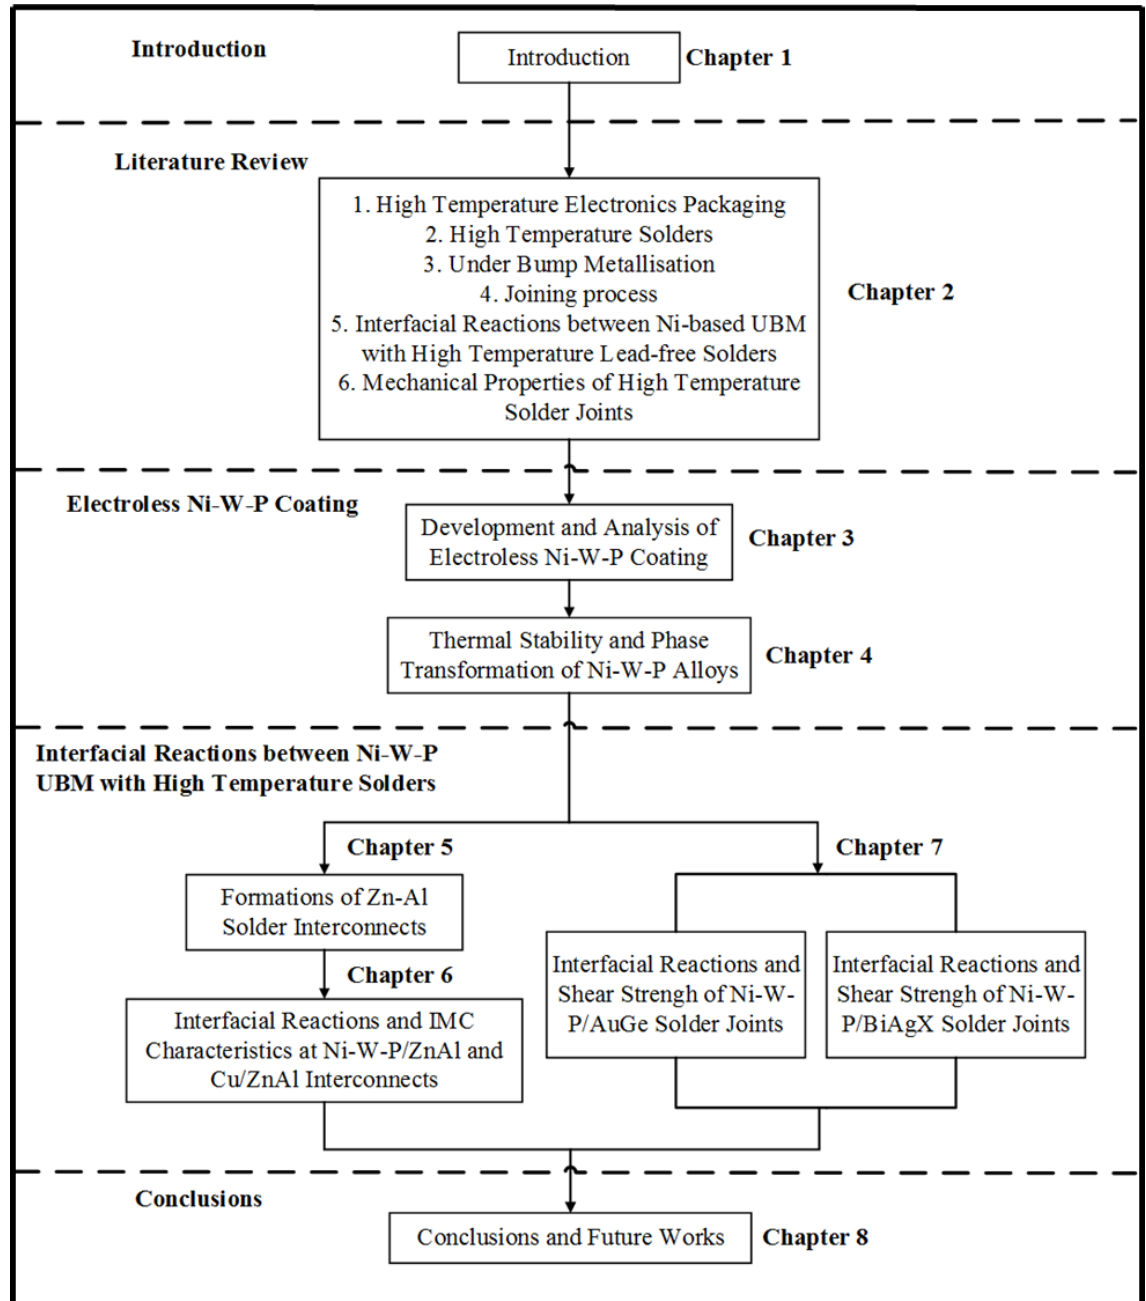 Introduction
Introduction
Chapter 1
Literature Review
1. High Temperature Electronics Packaging
2. High Temperature Solders
3. Under Bump Metallisation
4. Joining process
5. Interfacial Reactions between Ni-based UBM
with High Temperature Lead-free Solders
6. Mechanical Properties of High Temperature
Solder Joints
Chapter 2
Electroless Ni-W-P Coating
Development and Analysis of
Electroless Ni-W-P Coating
Chapter 3
Thermal Stability and Phase
Transformation of Ni-W-P Alloys
Chapter 4
Interfacial Reactions between Ni-W-P
UBM with High Temperature Solders
Chapter 5
Formations of Zn-Al
Solder Interconnects
Chapter 6
Interfacial Reactions and IMC
Characteristics at Ni-W-P/ZnAl and
Cu/ZnAl Interconnects
Chapter 7
Interfacial Reactions and
Shear Strengh of Ni-W-
P/AuGe Solder Joints
Interfacial Reactions and
Shear Strengh of Ni-W-
P/BiAgX Solder Joints
Conclusions
Conclusions and Future Works
Chapter 8